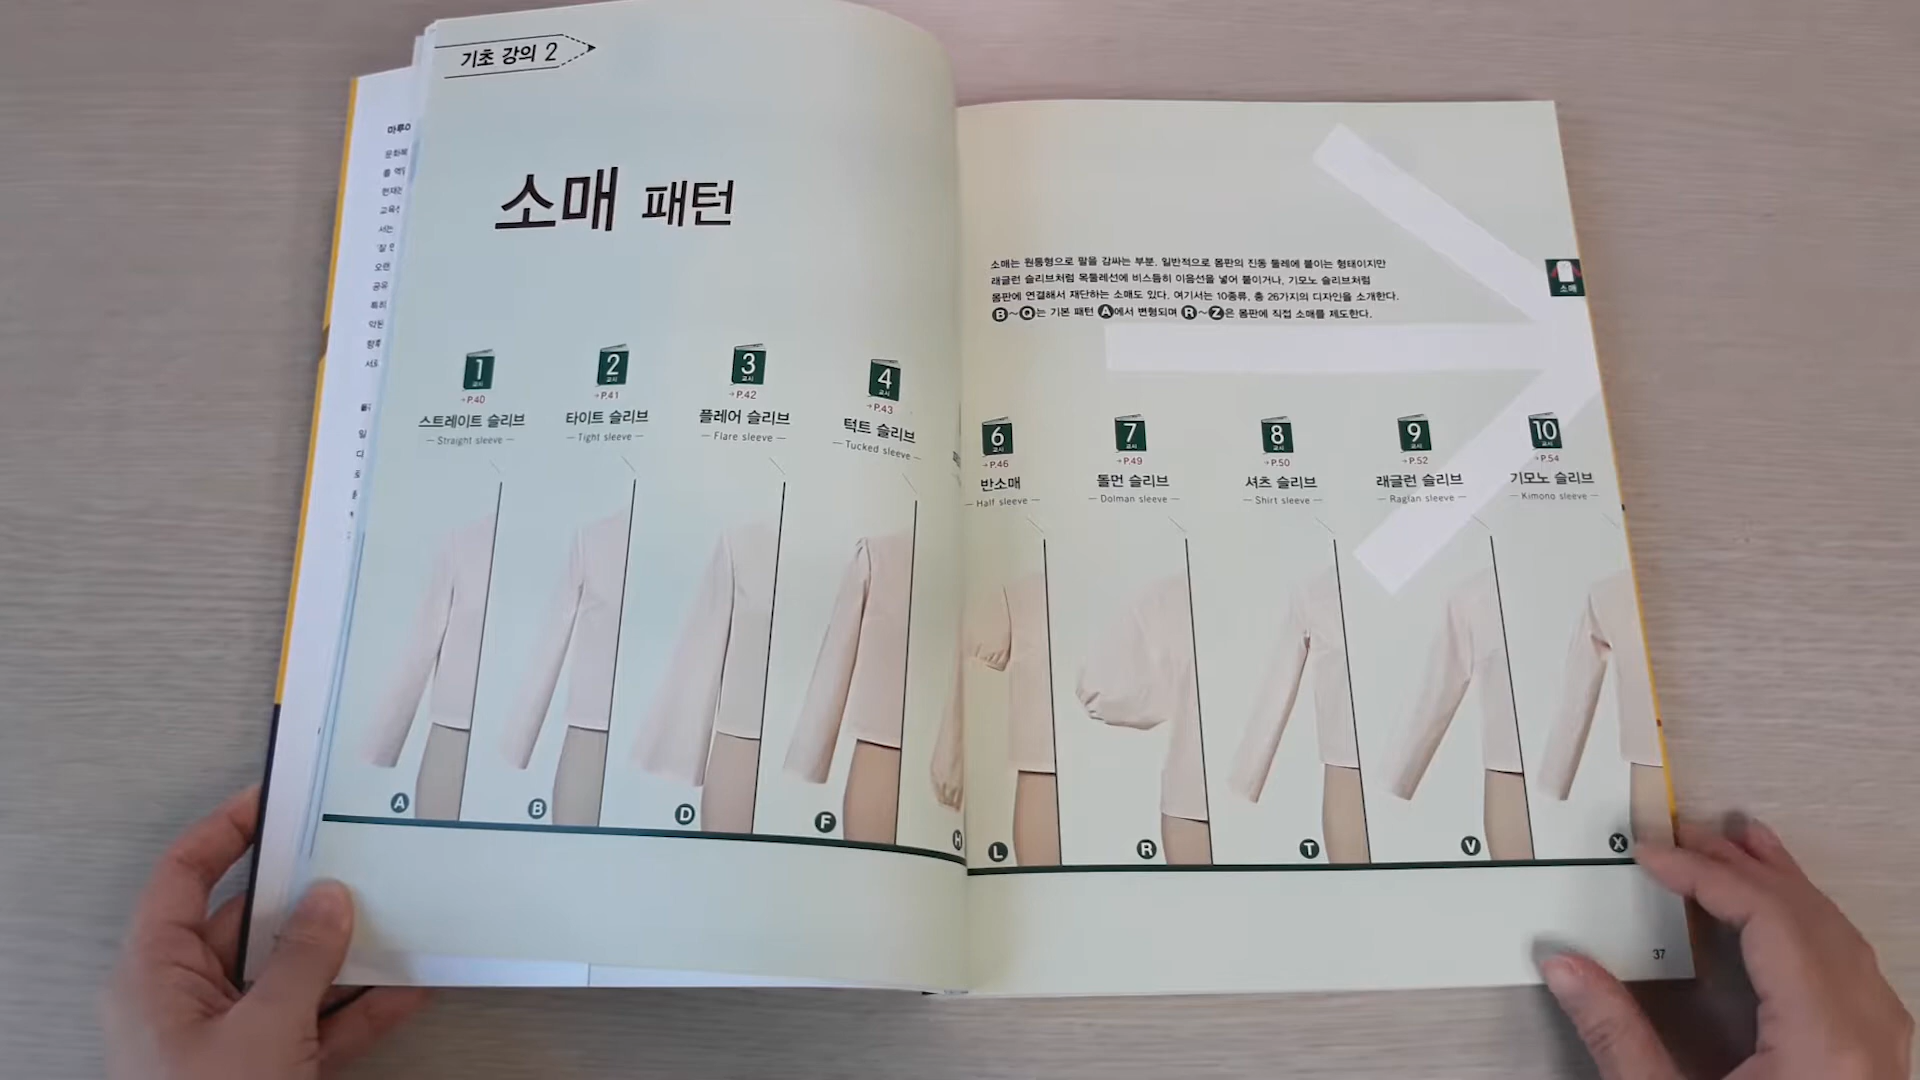 기초 강의 2
소매 패턴
1
교시
→P.40
스트레이트 슬리브
— Straight sleeve —
2
교시
→P.41
타이트 슬리브
— Tight sleeve —
3
교시
→P.42
플레어 슬리브
— Flare sleeve —
4
교시
→P.43
턱트 슬리브
— Tucked sleeve —
A
B
D
F
H
소매는 원통형으로 팔을 감싸는 부분. 일반적으로 몸판의 진동 둘레에 붙이는 형태이지만
래글런 슬리브처럼 목둘레선에 비스듬히 이음선을 넣어 붙이거나, 기모노 슬리브처럼
몸판에 연결해서 재단하는 소매도 있다. 여기서는 10종류, 총 26가지의 디자인을 소개한다.
B~Q는 기본 패턴 A에서 변형되며 R~Z은 몸판에 직접 소매를 제도한다.
소매
6
교시
→P.46
반소매
— Half sleeve —
7
교시
→P.49
돌먼 슬리브
— Dolman sleeve —
8
교시
→P.50
셔츠 슬리브
— Shirt sleeve —
9
교시
→P.52
래글런 슬리브
— Raglan sleeve —
10
교시
→P.54
기모노 슬리브
— Kimono sleeve —
L
R
T
V
X
37